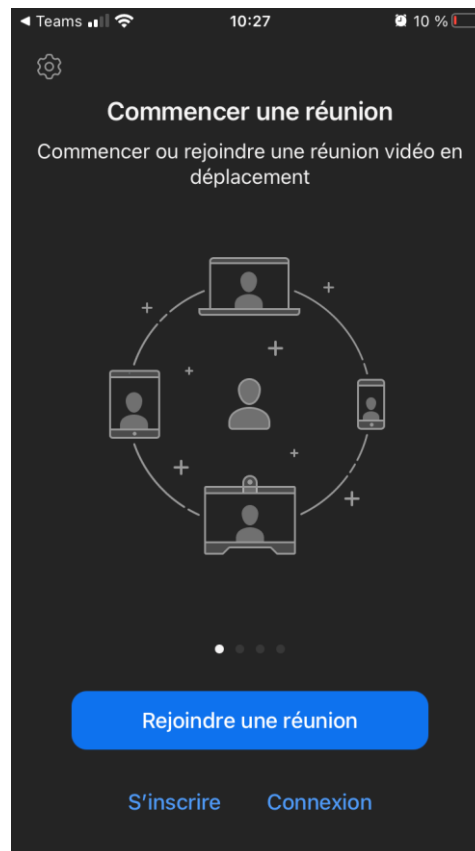 ◀ Teams 10:27 10 %
Commencer une réunion
Commencer ou rejoindre une réunion vidéo en
déplacement
Rejoindre une réunion
S'inscrire Connexion